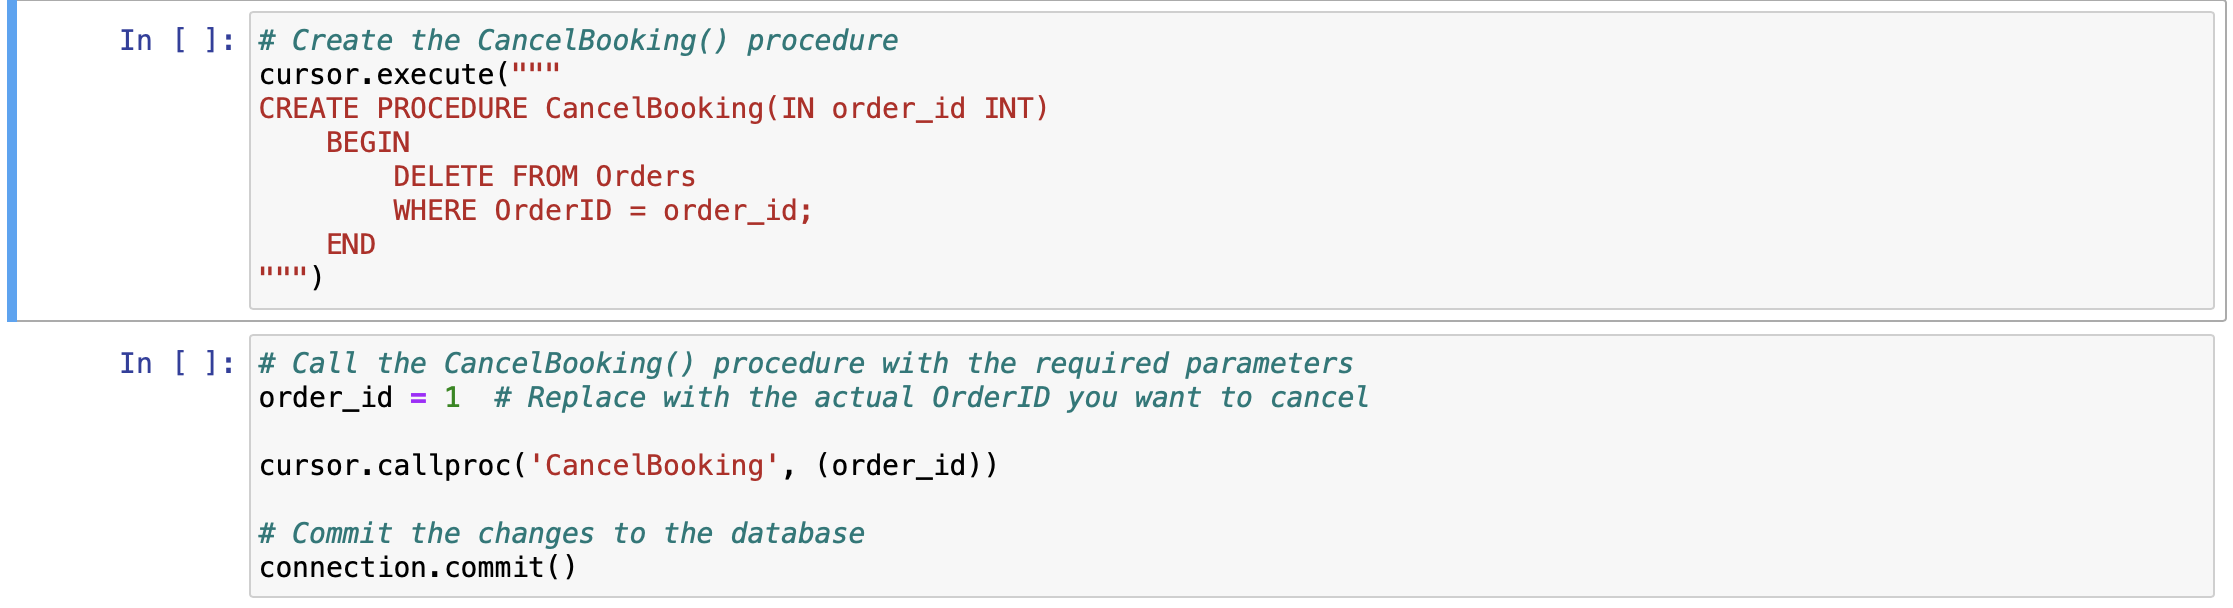 In [ ]:
# Create the CancelBooking() procedure
cursor.execute("""
CREATE PROCEDURE CancelBooking(IN order_id INT)
    BEGIN
        DELETE FROM Orders
        WHERE OrderID = order_id;
    END
""")
In [ ]:
# Call the CancelBooking() procedure with the required parameters
order_id = 1  # Replace with the actual OrderID you want to cancel
cursor.callproc('CancelBooking', (order_id))
# Commit the changes to the database
connection.commit()